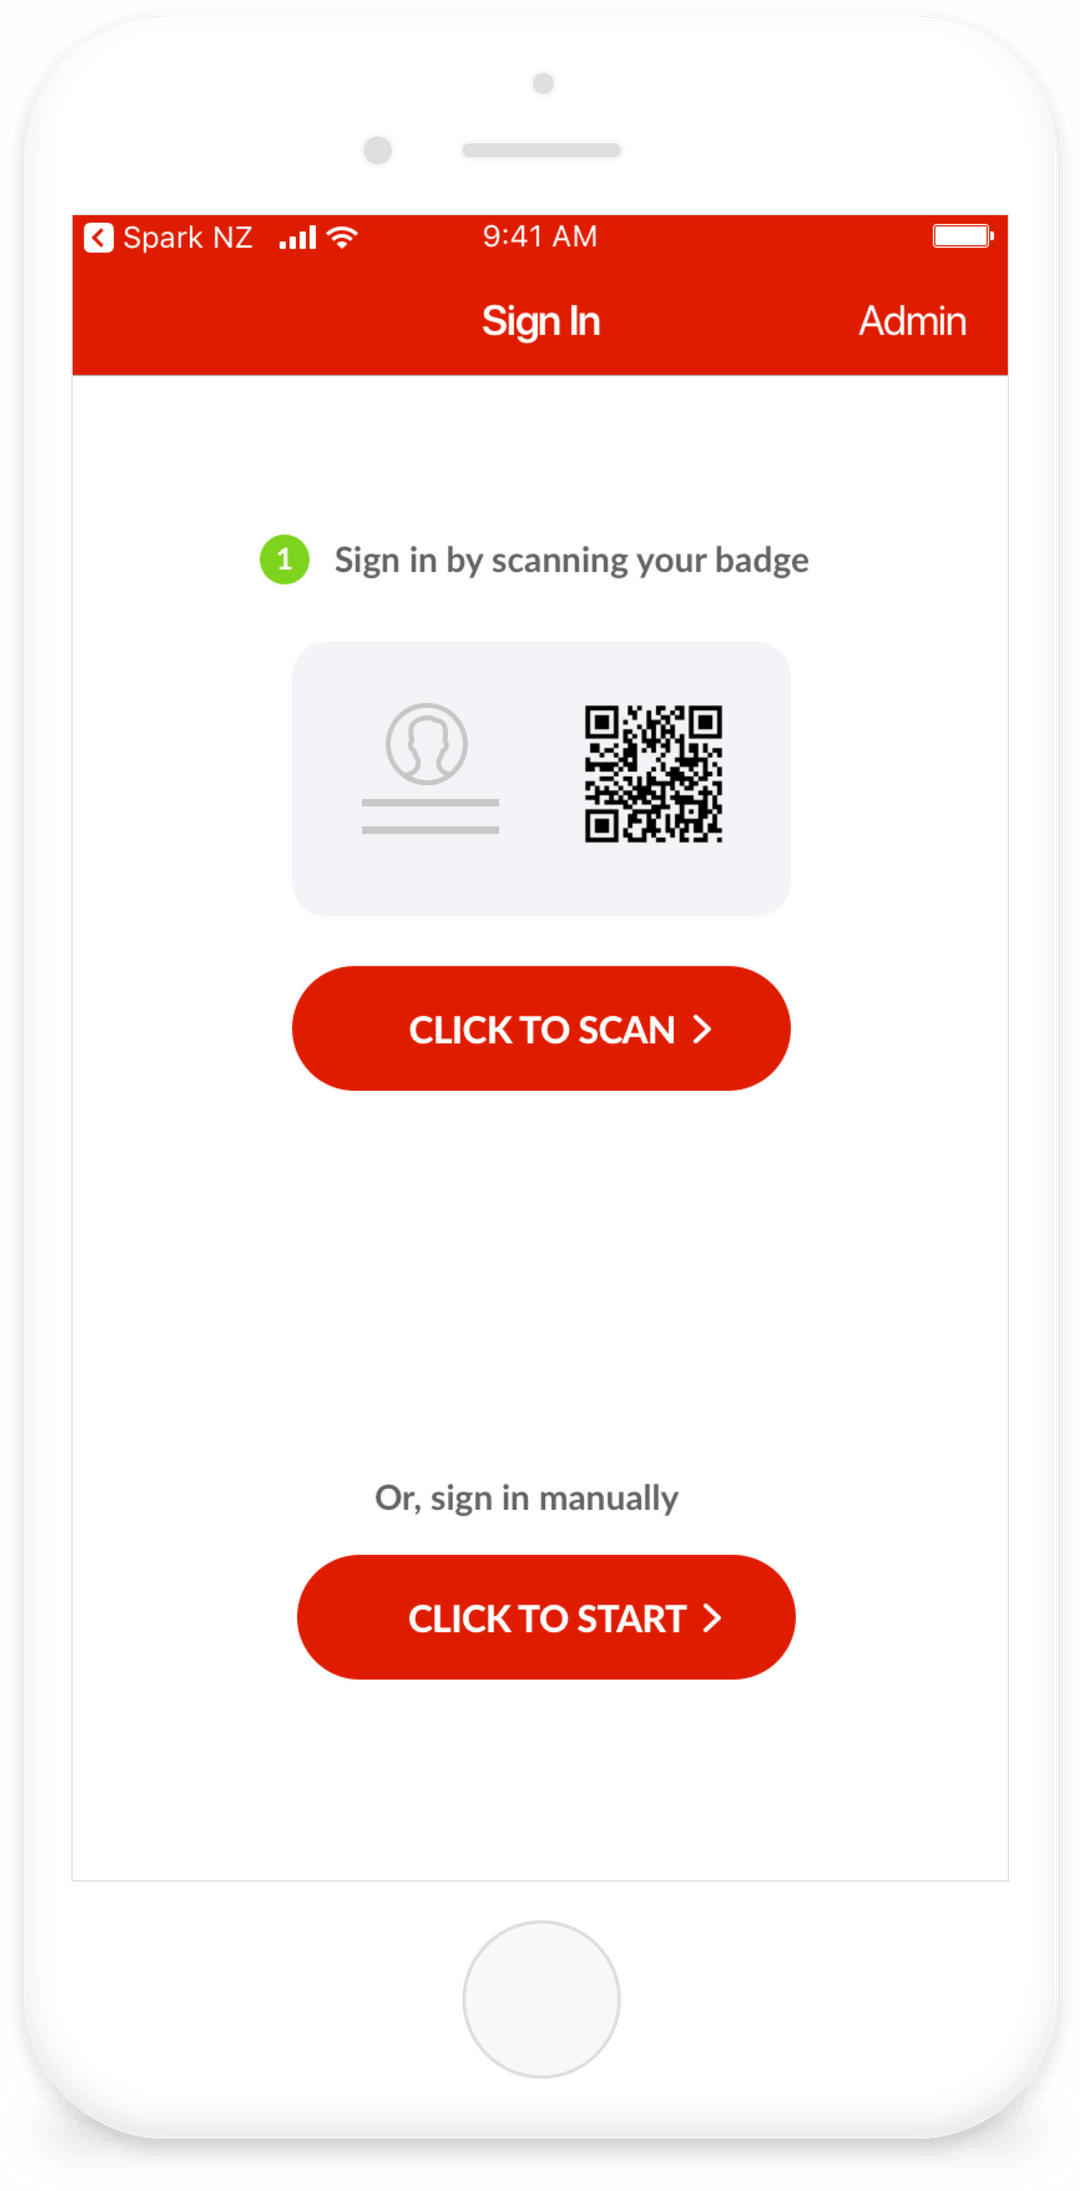 Spark NZ 9:41 AM
Sign In Admin
1 Sign in by scanning your badge
CLICK TO SCAN
Or, sign in manually
CLICK TO START